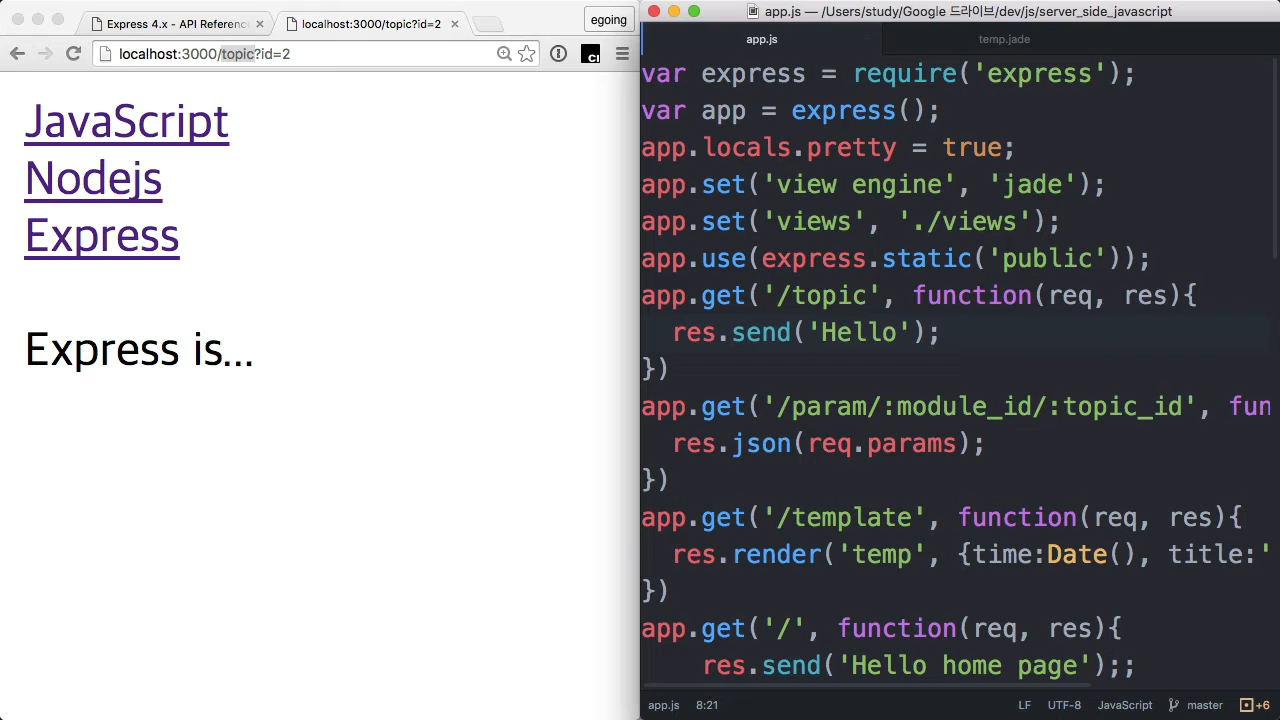 Express 4.x - API Referenc
localhost:3000/topic?id=2
egoing
localhost:3000/topic?id=2
JavaScript
Nodejs
Express
Express is...
app.js — /Users/study/Google 드라이브/dev/js/server_side_javascript
app.js
temp.jade
var express = require('express');
var app = express();
app.locals.pretty = true;
app.set('view engine', 'jade');
app.set('views', './views');
app.use(express.static('public'));
app.get('/topic', function(req, res){
res.send('Hello');
})
app.get('/param/:module_id/:topic_id', fun
res.json(req.params);
})
app.get('/template', function(req, res){
res.render('temp', {time:Date(), title:'
})
app.get('/', function(req, res){
res.send('Hello home page');;
app.js 8:21 LF UTF-8 JavaScript master +6